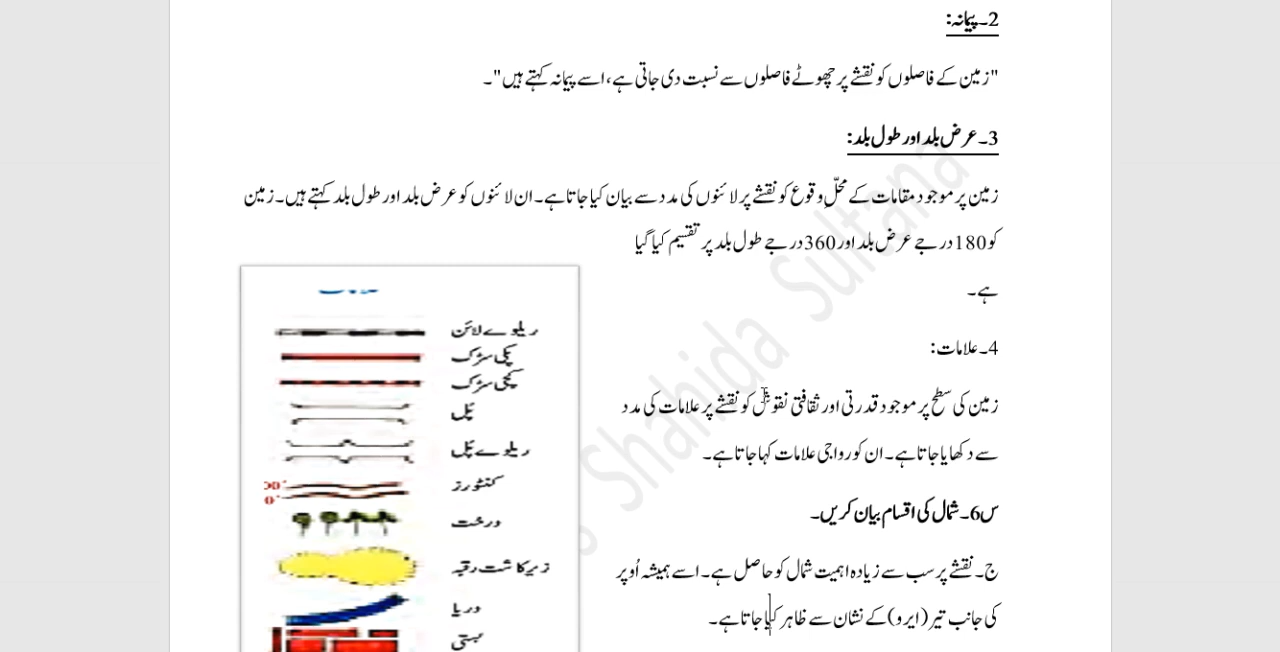 2۔ پیمانہ:
"زمین کے فاصلوں کو نقشے پر چھوٹے فاصلوں سے نسبت دی جاتی ہے، اسے پیمانہ کہتے ہیں"۔
3۔ عرض بلد اور طول بلد:
زمین پر موجود مقامات کے محلِّ وقوع کو نقشے پر لائنوں کی مدد سے بیان کیا جاتا ہے۔ ان لائنوں کو عرض بلد اور طول بلد کہتے ہیں۔ زمین
کو 180 درجے عرض بلد اور 360 درجے طول بلد پر تقسیم کیا گیا
ہے۔
4۔ علامات:
زمین کی سطح پر موجود قدرتی اور ثقافتی نقوش کو نقشے پر علامات کی مدد
سے دکھایا جاتا ہے۔ ان کو رواجی علامات کہا جاتا ہے۔
س6۔ شمال کی اقسام بیان کریں۔
ج۔ نقشے پر سب سے زیادہ اہمیت شمال کو حاصل ہے۔ اسے ہمیشہ اُوپر
کی جانب تیر (ایرو) کے نشان سے ظاہر کیا جاتا ہے۔
علامات
ریلوے لائن
پکی سڑک
کچی سڑک
پُل
ریلوے پُل
کنٹورز
درخت
زیر کاشت رقبہ
دریا
بستی
Shahida Sultana